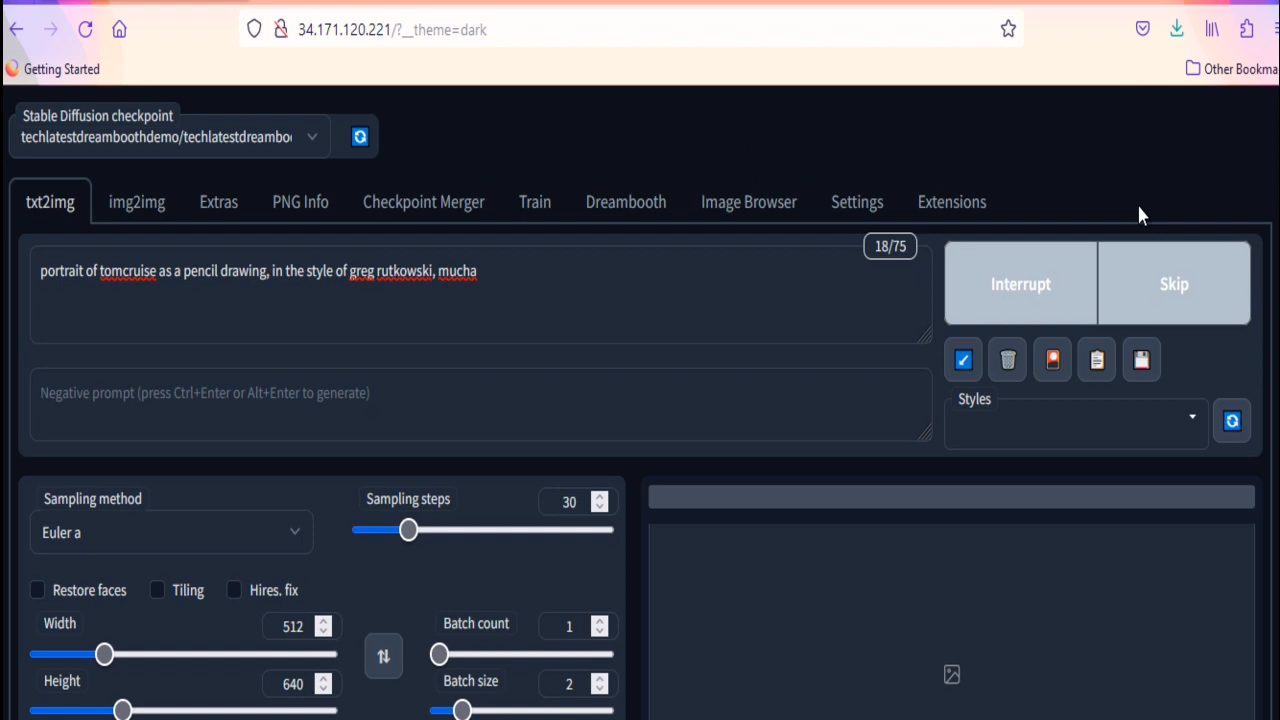 34.171.120.221/?__theme=dark
Getting Started
Other Bookma
Stable Diffusion checkpoint
techlatestdreamboothdemo/techlatestdreamboo
txt2img img2img Extras PNG Info Checkpoint Merger Train Dreambooth Image Browser Settings Extensions
18/75
portrait of tomcruise as a pencil drawing, in the style of greg rutkowski, mucha
Interrupt Skip
Negative prompt (press Ctrl+Enter or Alt+Enter to generate)
Styles
Sampling method
Euler a
Sampling steps
30
Restore faces Tiling Hires. fix
Width
512
Batch count
1
Height
640
Batch size
2